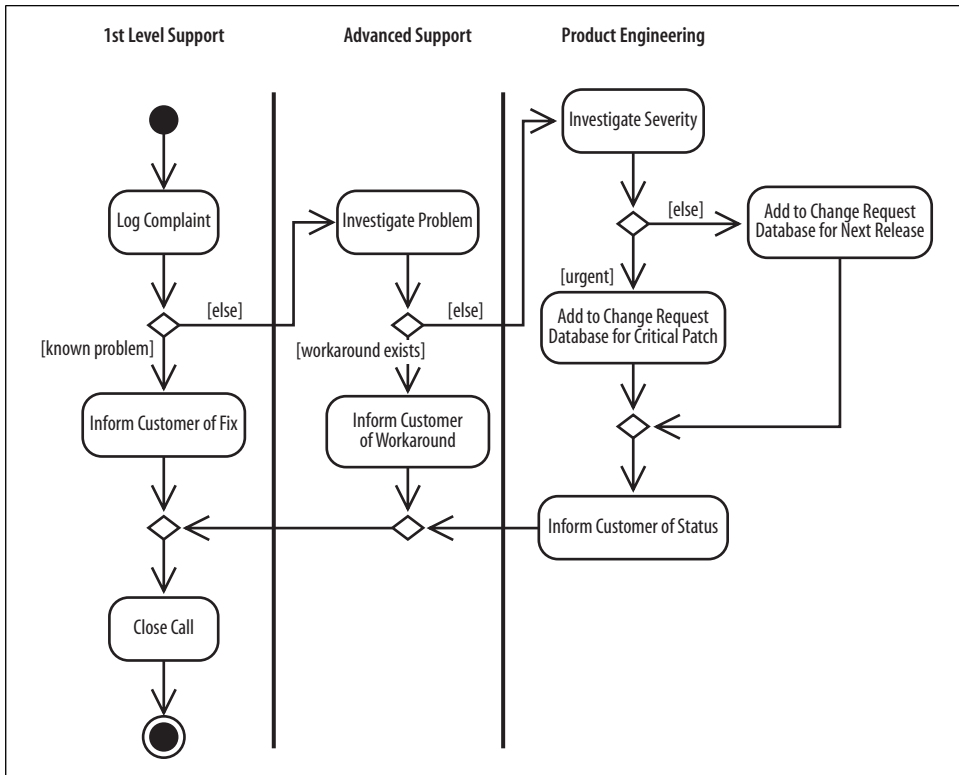 1st Level Support
Advanced Support
Product Engineering
Investigate Severity
Log Complaint
Investigate Problem
[else]
Add to Change Request
Database for Next Release
[urgent]
[else]
[else]
Add to Change Request
Database for Critical Patch
[known problem]
[workaround exists]
Inform Customer of Fix
Inform Customer
of Workaround
Inform Customer of Status
Close Call